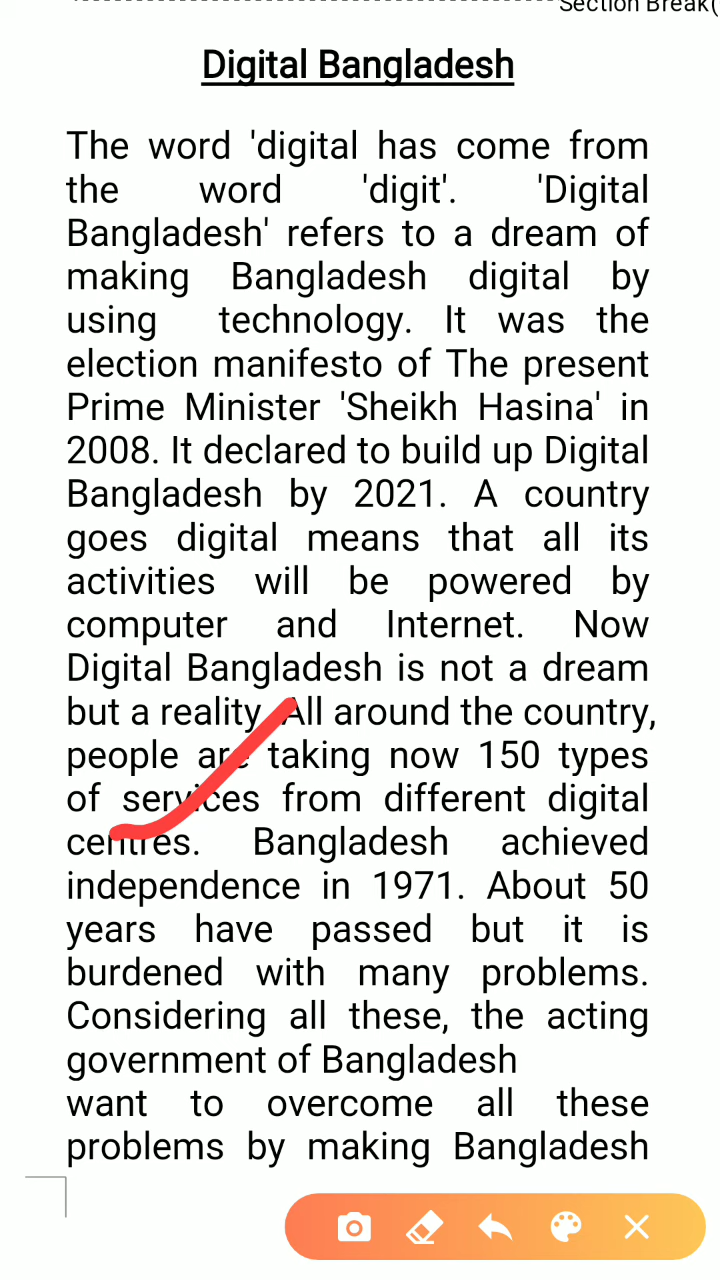 Section Break(
Digital Bangladesh
The word 'digital has come from
the word 'digit'. 'Digital
Bangladesh' refers to a dream of
making Bangladesh digital by
using technology. It was the
election manifesto of The present
Prime Minister 'Sheikh Hasina' in
2008. It declared to build up Digital
Bangladesh by 2021. A country
goes digital means that all its
activities will be powered by
computer and Internet. Now
Digital Bangladesh is not a dream
but a reality. All around the country,
people are taking now 150 types
of services from different digital
centres. Bangladesh achieved
independence in 1971. About 50
years have passed but it is
burdened with many problems.
Considering all these, the acting
government of Bangladesh
want to overcome all these
problems by making Bangladesh